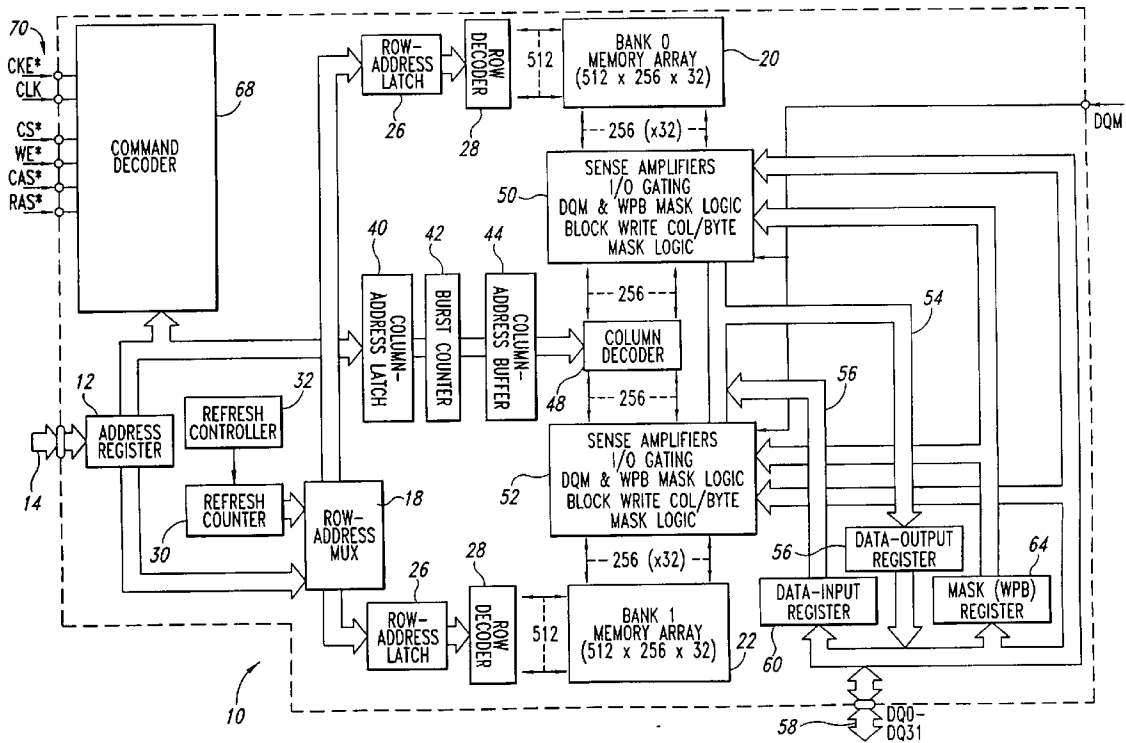 70
CKE*
CLK
CS*
WE*
CAS*
RAS*
COMMAND
DECODER
68
ROW-
ADDRESS
LATCH
26
ROW
DECODER
28
512
BANK 0
MEMORY ARRAY
(512 x 256 x 32)
20
DQM
256 (x32)
50
SENSE AMPLIFIERS
I/O GATING
DQM & WPB MASK LOGIC
BLOCK WRITE COL/BYTE
MASK LOGIC
40
COLUMN-
ADDRESS
LATCH
42
BURST COUNTER
44
COLUMN-
ADDRESS BUFFER
256
COLUMN
DECODER
48
256
54
56
12
ADDRESS
REGISTER
14
32
REFRESH
CONTROLLER
REFRESH
COUNTER
30
18
ROW-
ADDRESS
MUX
52
SENSE AMPLIFIERS
I/O GATING
DQM & WPB MASK LOGIC
BLOCK WRITE COL/BYTE
MASK LOGIC
256 (x32)
26
ROW-
ADDRESS
LATCH
28
ROW
DECODER
512
BANK 1
MEMORY ARRAY
(512 x 256 x 32)
22
56
DATA-OUTPUT
REGISTER
64
DATA-INPUT
REGISTER
60
MASK (WPB)
REGISTER
10
58
DQ0-
DQ31